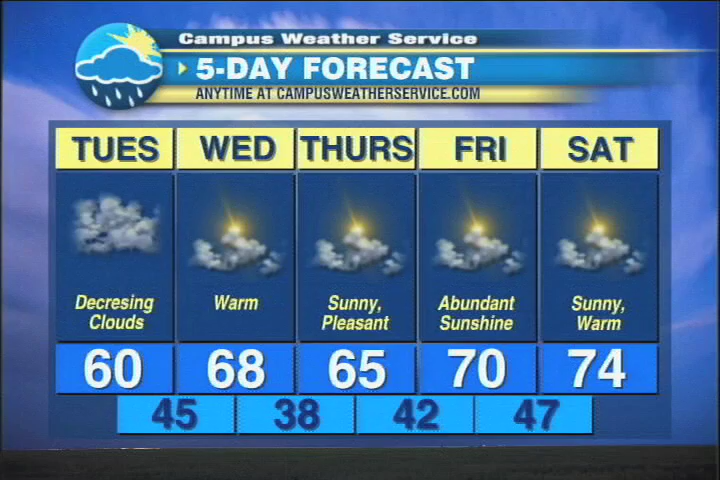 Campus Weather Service
5-DAY FORECAST
ANYTIME AT CAMPUSWEATHERSERVICE.COM
TUES WED THURS FRI SAT
Decresing Clouds
Warm
Sunny, Pleasant
Abundant Sunshine
Sunny, Warm
60 68 65 70 74
45 38 42 47